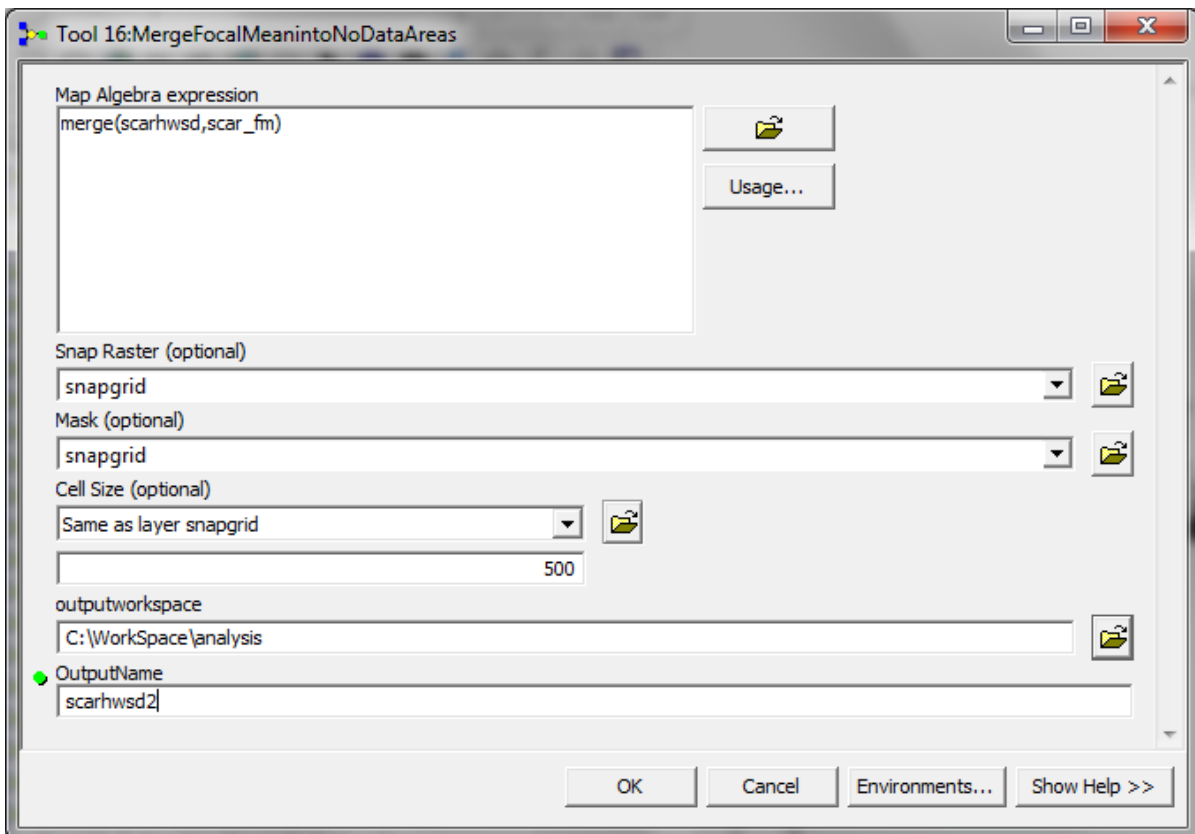 Tool 16:MergeFocalMeanintoNoDataAreas
Map Algebra expression
merge(scarhwsd,scar_fm)
Usage...
Snap Raster (optional)
snapgrid
Mask (optional)
snapgrid
Cell Size (optional)
Same as layer snapgrid
500
outputworkspace
C:\WorkSpace\analysis
OutputName
scarhwsd2
OK Cancel Environments... Show Help >>